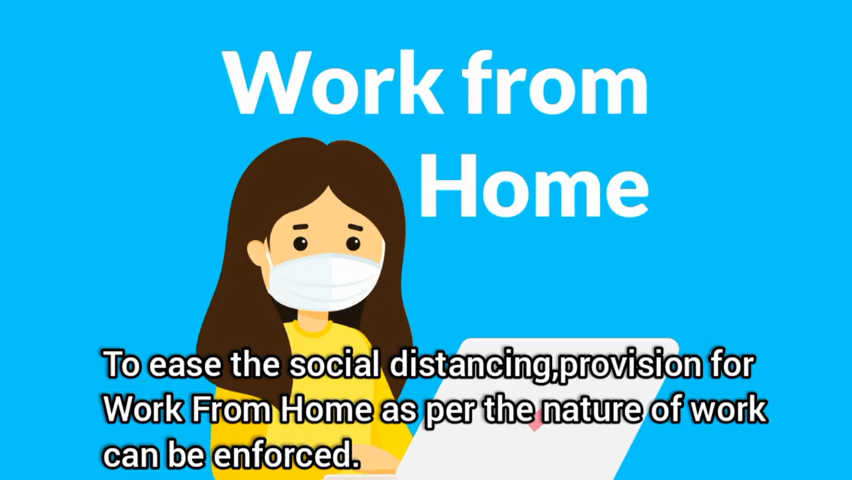 Work from
Home
To ease the social distancing,provision for
Work From Home as per the nature of work
can be enforced.